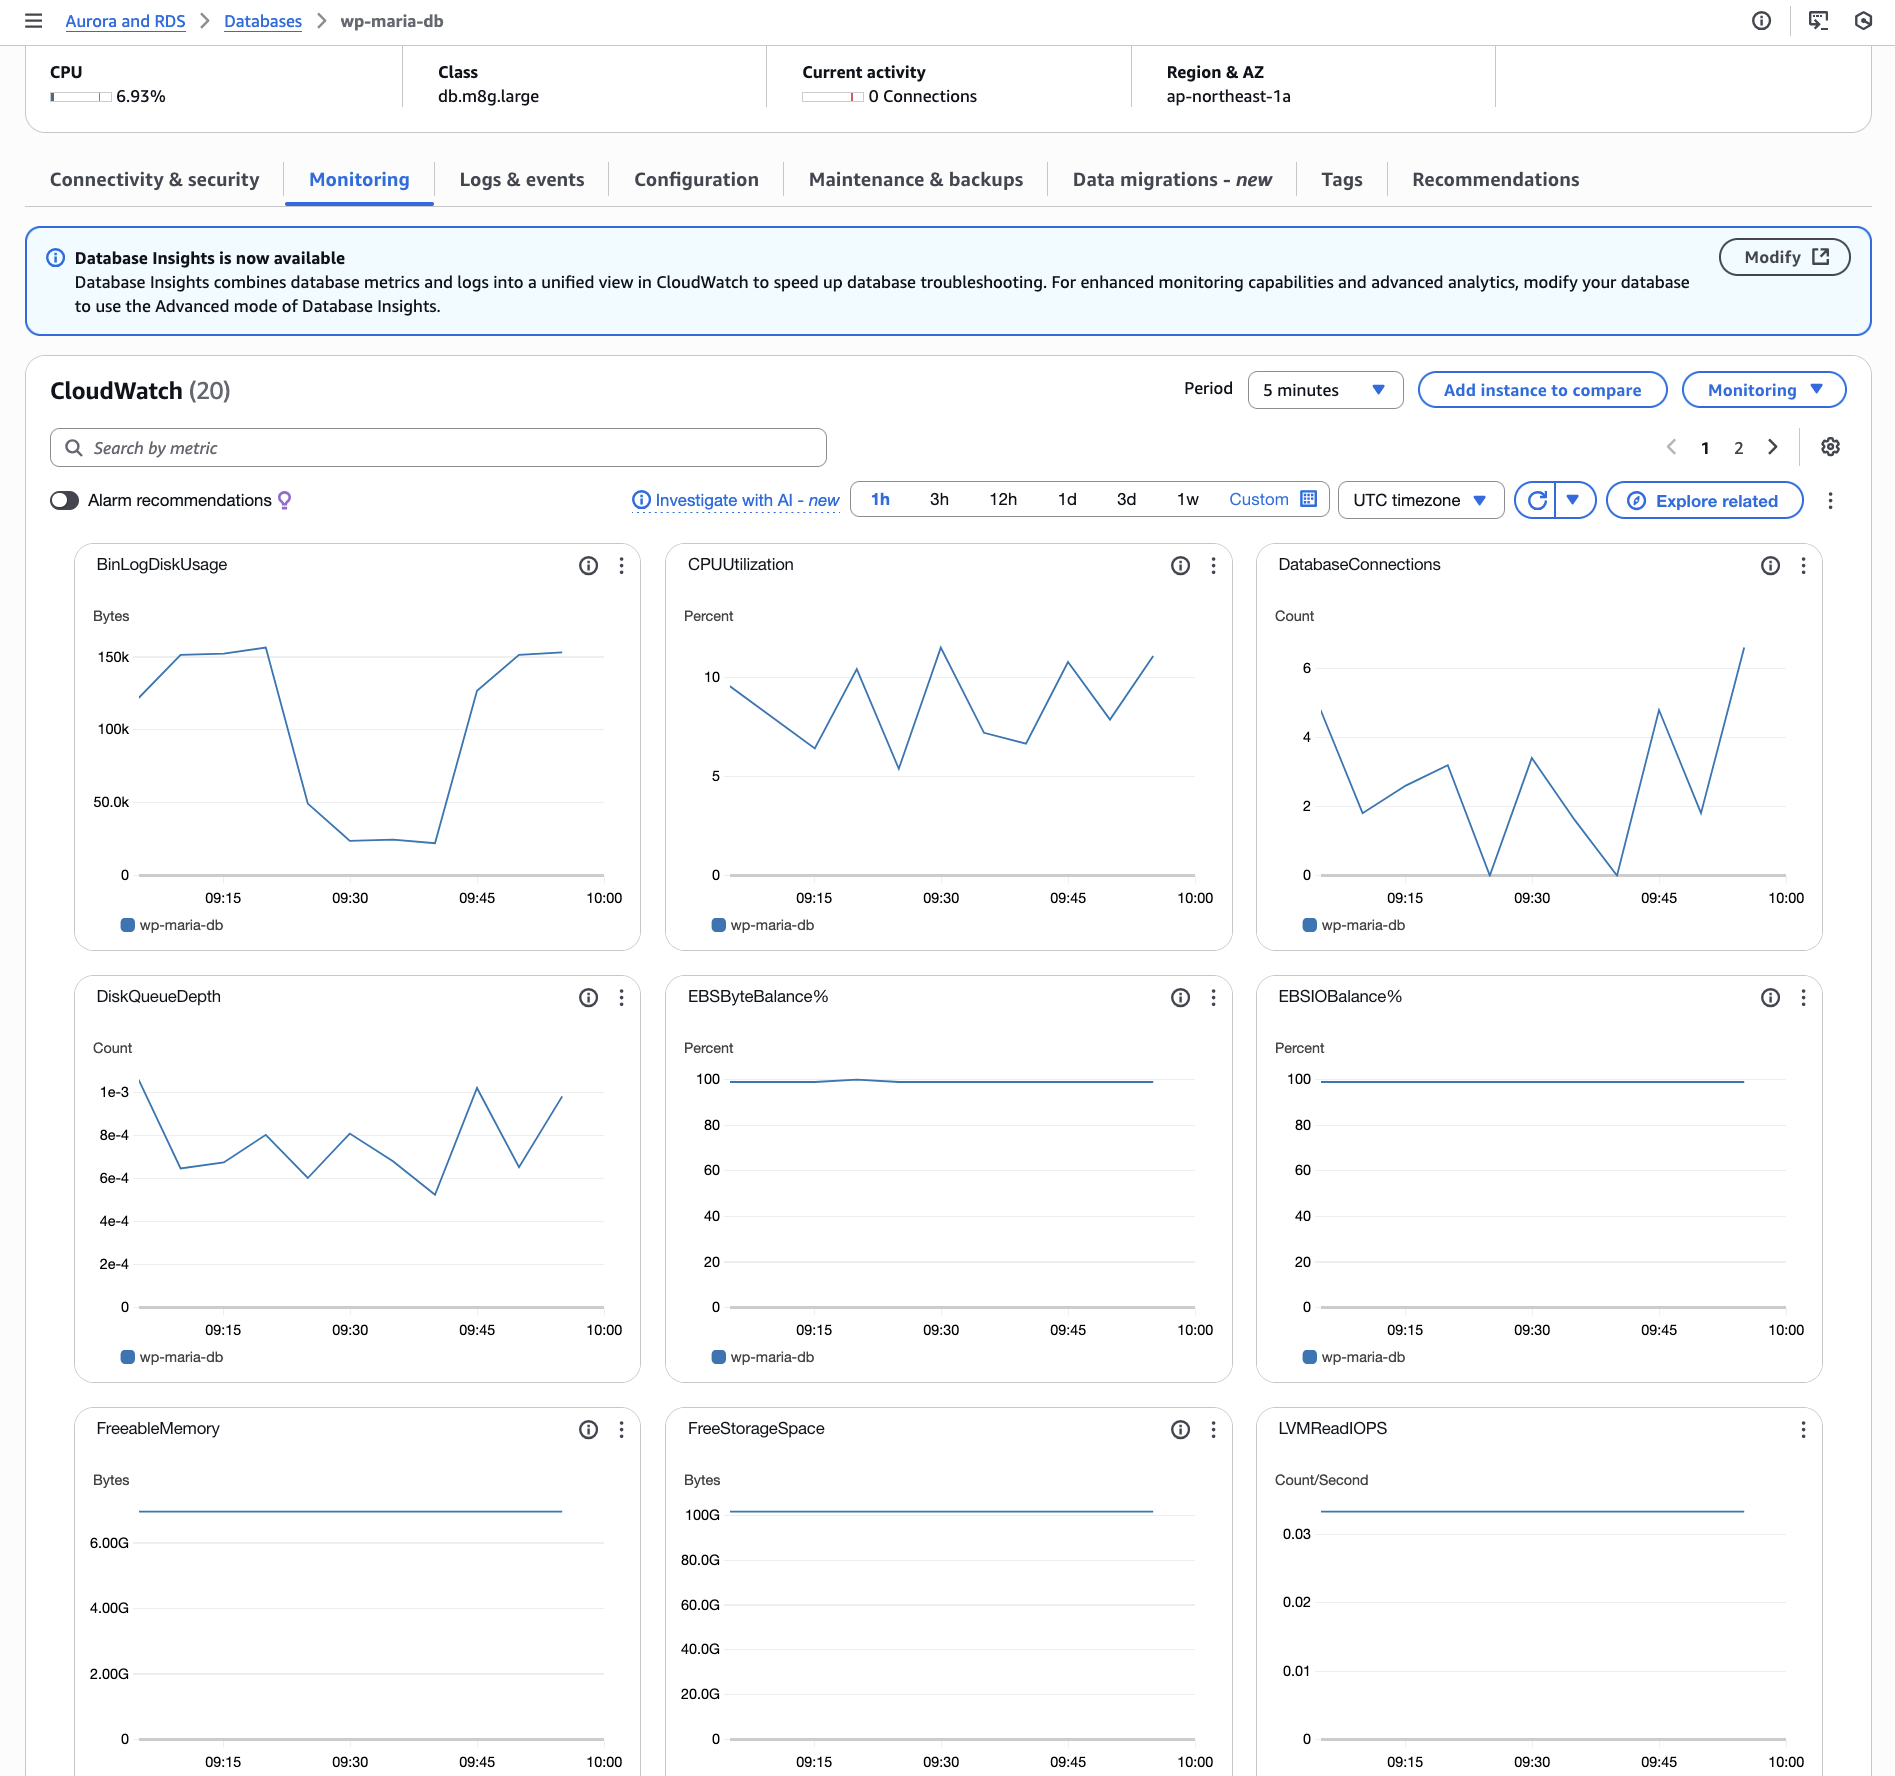 Aurora and RDS > Databases > wp-maria-db
CPU
6.93%
Class
db.m8g.large
Current activity
0 Connections
Region & AZ
ap-northeast-1a
Connectivity & security
Monitoring
Logs & events
Configuration
Maintenance & backups
Data migrations - new
Tags
Recommendations
Database Insights is now available
Database Insights combines database metrics and logs into a unified view in CloudWatch to speed up database troubleshooting. For enhanced monitoring capabilities and advanced analytics, modify your database
to use the Advanced mode of Database Insights.
Modify
CloudWatch (20)
Period
5 minutes
Add instance to compare
Monitoring
Search by metric
1 2
Alarm recommendations
Investigate with AI - new
1h 3h 12h 1d 3d 1w Custom
UTC timezone
Explore related
BinLogDiskUsage
Bytes
150k
100k
50.0k
0
09:15 09:30 09:45 10:00
wp-maria-db
CPUUtilization
Percent
10
5
0
09:15 09:30 09:45 10:00
wp-maria-db
DatabaseConnections
Count
6
4
2
0
09:15 09:30 09:45 10:00
wp-maria-db
DiskQueueDepth
Count
1e-3
8e-4
6e-4
4e-4
2e-4
0
09:15 09:30 09:45 10:00
wp-maria-db
EBSByteBalance%
Percent
100
80
60
40
20
0
09:15 09:30 09:45 10:00
wp-maria-db
EBSIOBalance%
Percent
100
80
60
40
20
0
09:15 09:30 09:45 10:00
wp-maria-db
FreeableMemory
Bytes
6.00G
4.00G
2.00G
0
09:15 09:30 09:45 10:00
FreeStorageSpace
Bytes
100G
80.0G
60.0G
40.0G
20.0G
0
09:15 09:30 09:45 10:00
LVMReadIOPS
Count/Second
0.03
0.02
0.01
0
09:15 09:30 09:45 10:00